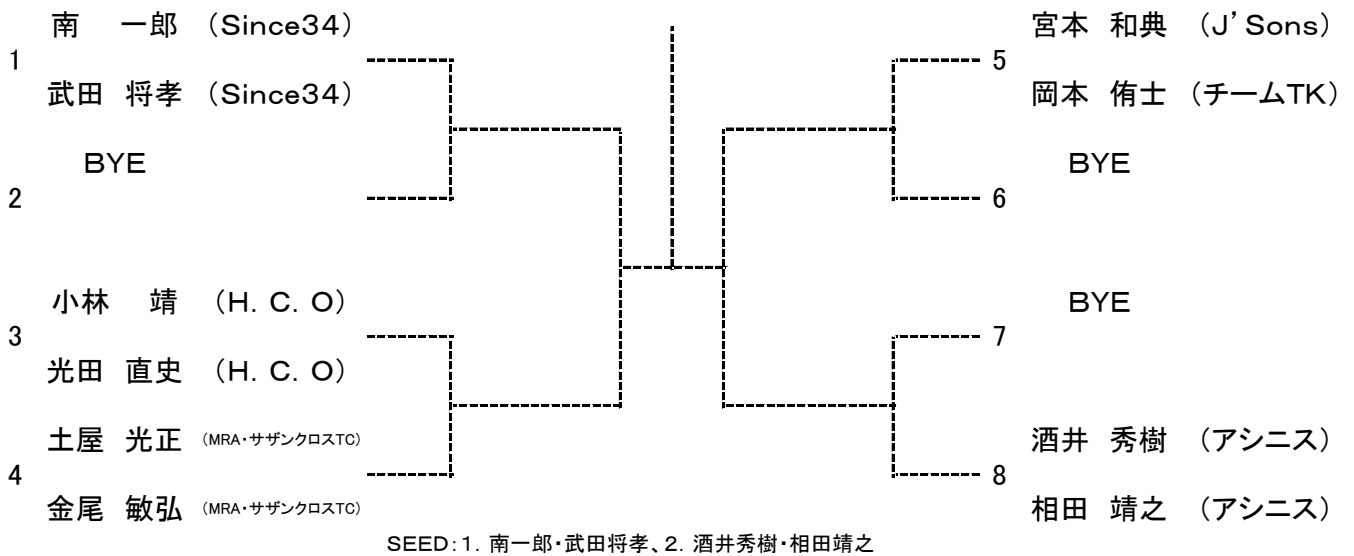 南　一郎　（Since34）
1
武田　将孝　（Since34）
BYE
2
小林　靖　（H．C．O）
3
光田　直史　（H．C．O）
土屋　光正　（MRA・サザンクロスTC）
4
金尾　敏弘　（MRA・サザンクロスTC）
宮本　和典　（J’Sons）
5
岡本　侑士　（チームTK）
BYE
6
BYE
7
酒井　秀樹　（アシニス）
8
相田　靖之　（アシニス）
SEED：1．南一郎・武田将孝、2．酒井秀樹・相田靖之